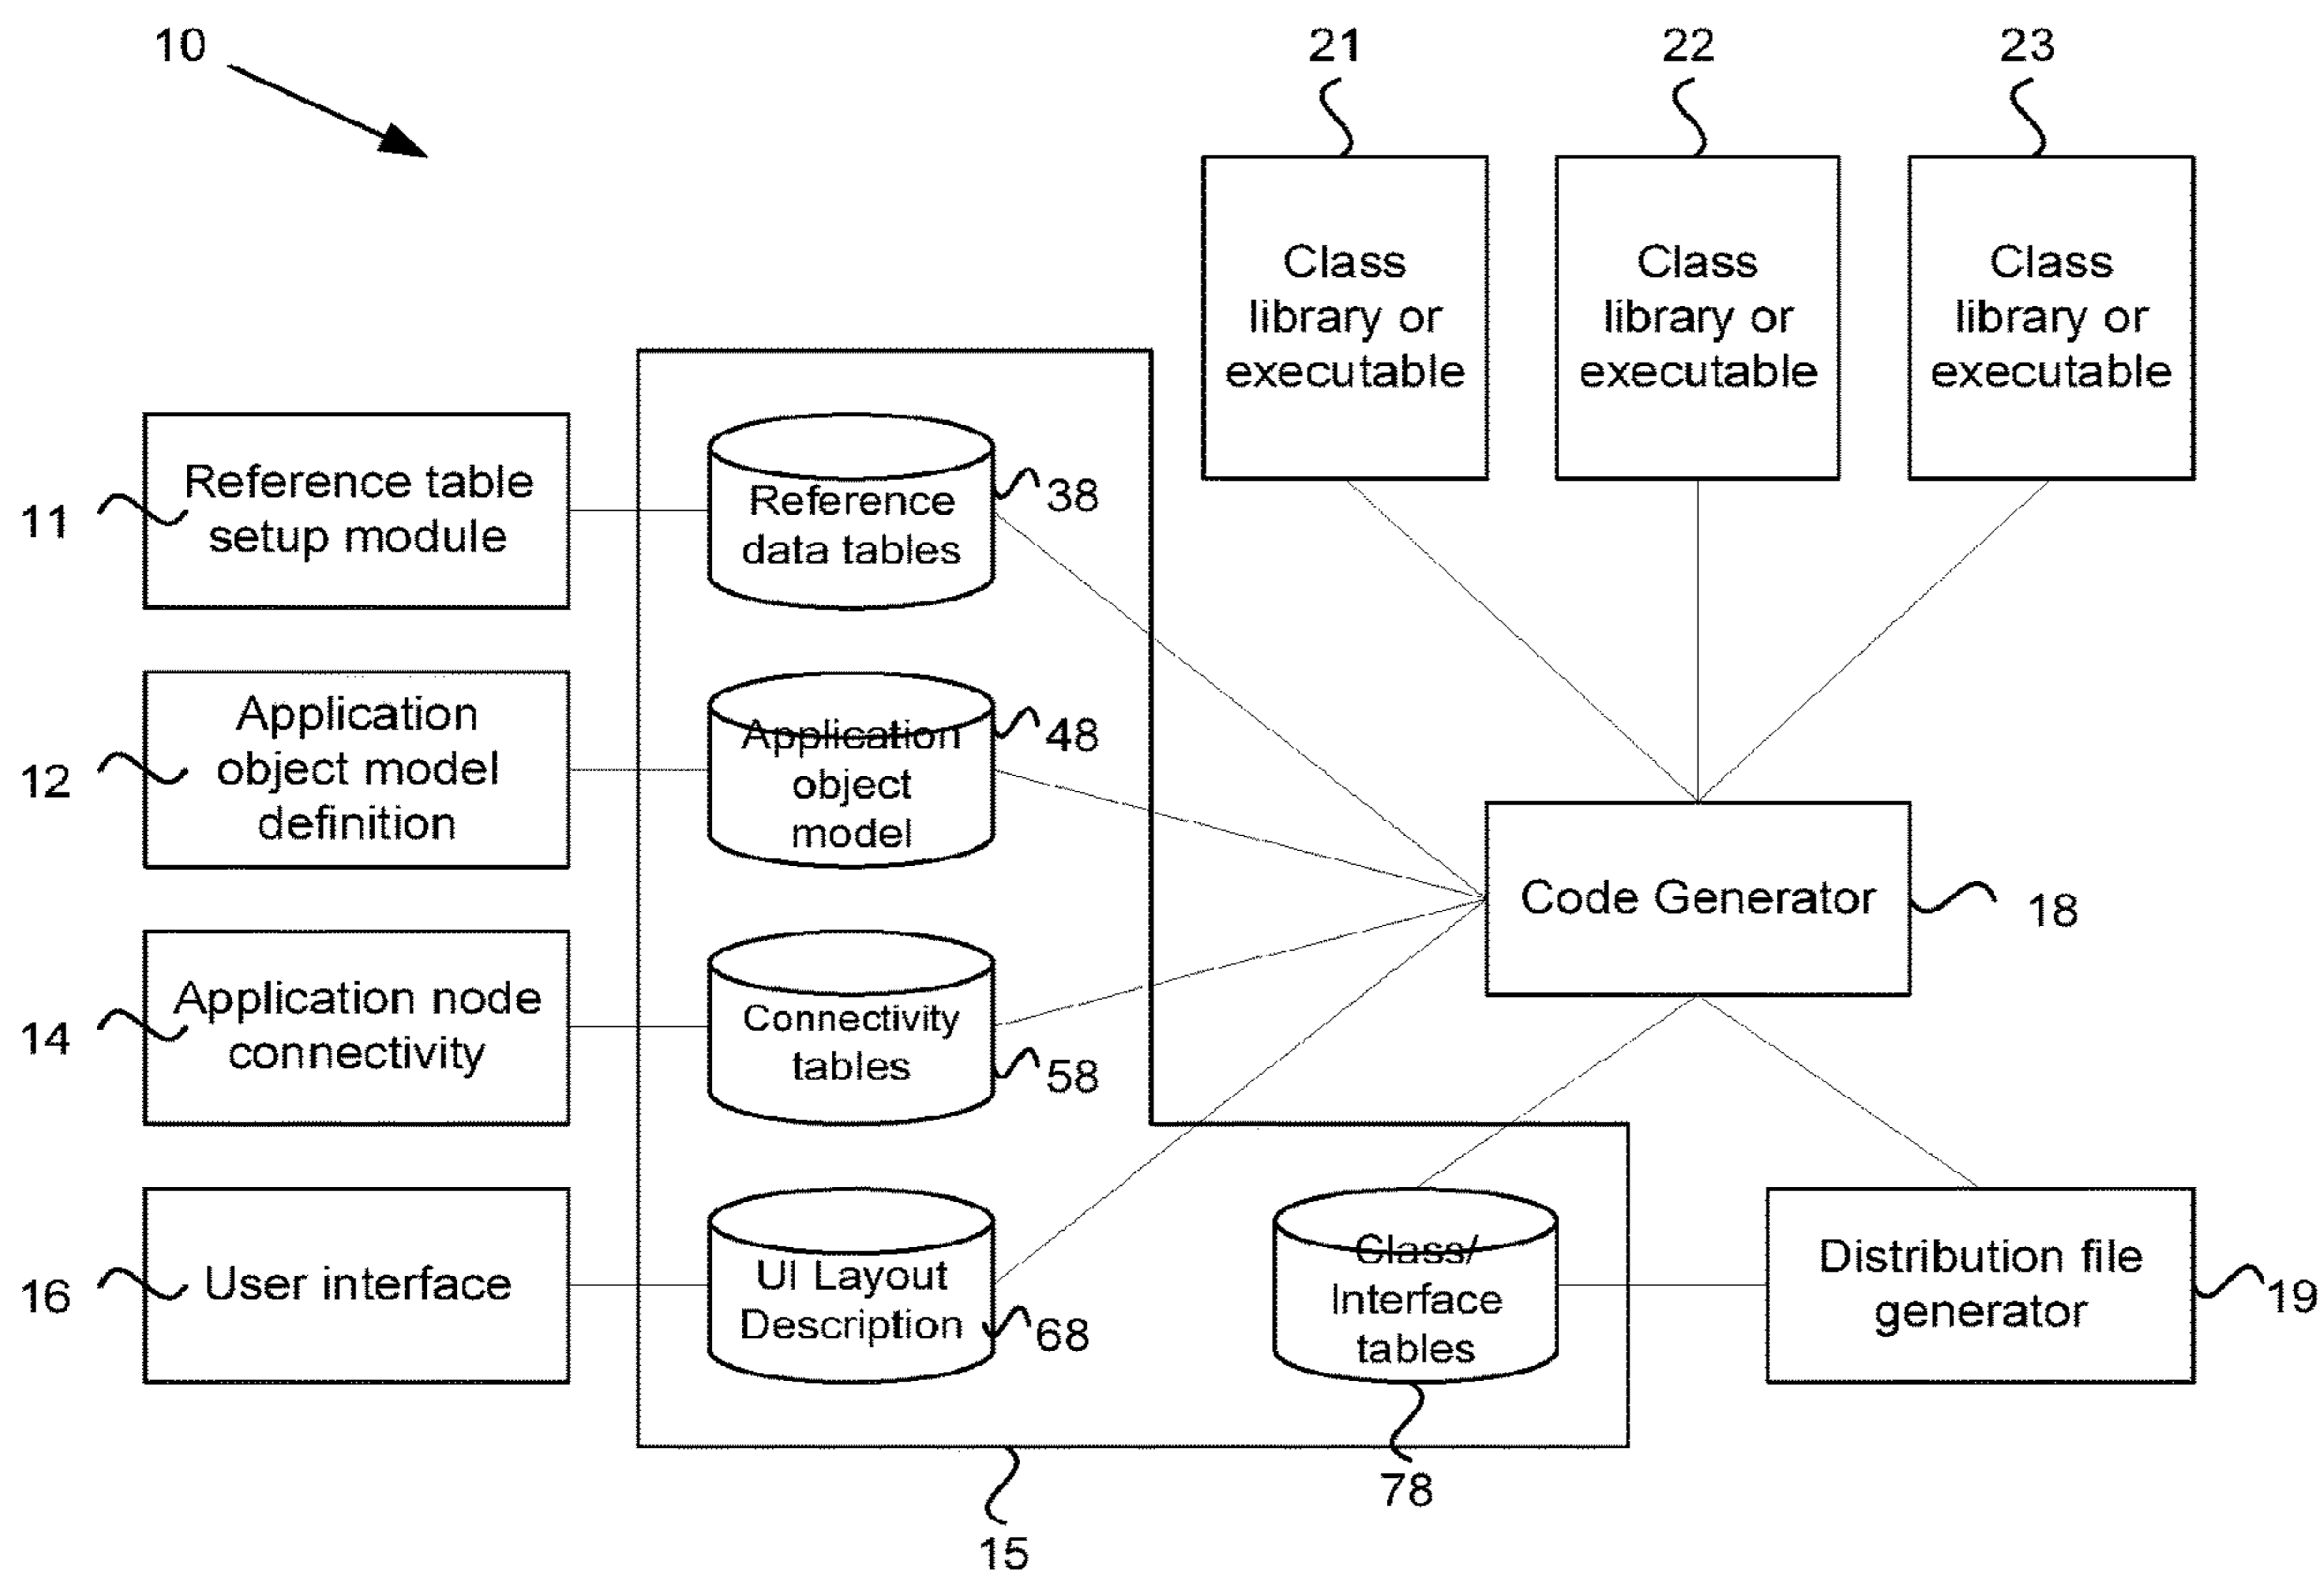 10
21
22
23
Class
library or
executable
Class
library or
executable
Class
library or
executable
11
Reference table
setup module
Reference
data tables
38
12
Application
object model
definition
Application
object
model
48
Code Generator
18
14
Application node
connectivity
Connectivity
tables
58
16
User interface
UI Layout
Description
68
Class/
Interface
tables
78
Distribution file
generator
19
15